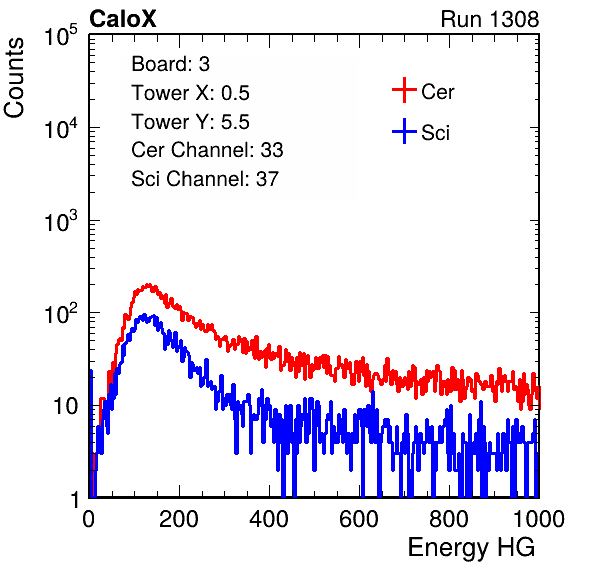 CaloX Run 1308
Counts
Board: 3
Tower X: 0.5
Tower Y: 5.5
Cer Channel: 33
Sci Channel: 37
Cer
Sci
10^5
10^4
10^3
10^2
10
1
0 200 400 600 800 1000
Energy HG